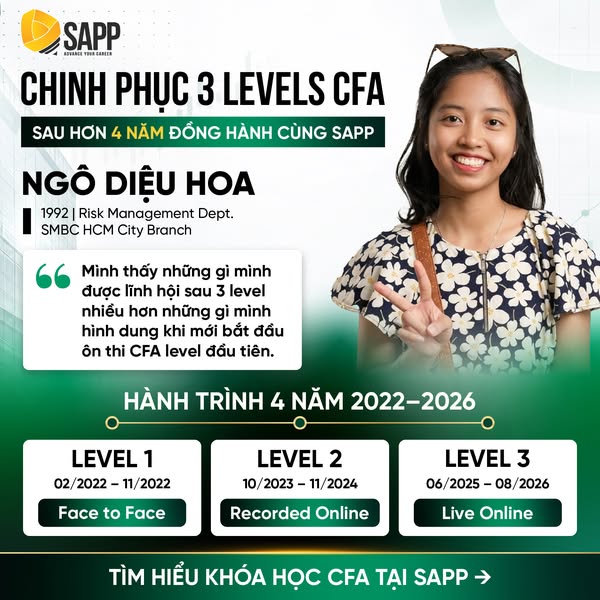 SAPP
ADVANCE YOUR CAREER
CHINH PHỤC 3 LEVELS CFA
SAU HƠN 4 NĂM ĐỒNG HÀNH CÙNG SAPP
NGÔ DIỆU HOA
1992 | Risk Management Dept.
SMBC HCM City Branch
Mình thấy những gì mình
được lĩnh hội sau 3 level
nhiều hơn những gì mình
hình dung khi mới bắt đầu
ôn thi CFA level đầu tiên.
HÀNH TRÌNH 4 NĂM 2022–2026
LEVEL 1
02/2022 – 11/2022
Face to Face
LEVEL 2
10/2023 – 11/2024
Recorded Online
LEVEL 3
06/2025 – 08/2026
Live Online
TÌM HIỂU KHÓA HỌC CFA TẠI SAPP →